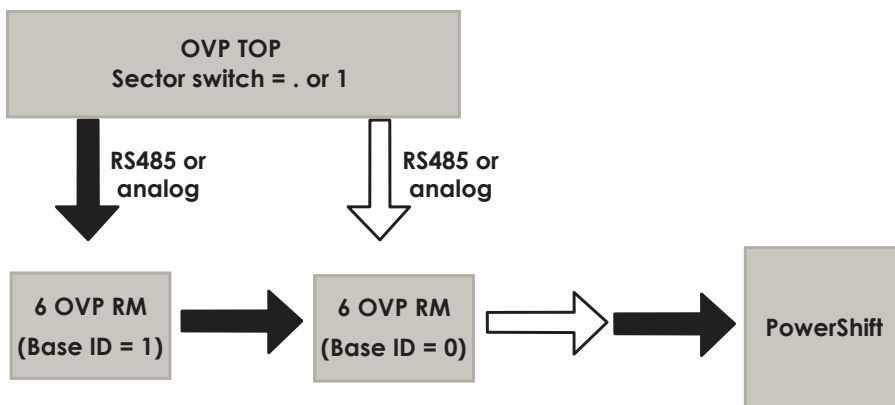 OVP TOP
Sector switch = . or 1
RS485 or
analog
RS485 or
analog
6 OVP RM
(Base ID = 1)
6 OVP RM
(Base ID = 0)
PowerShift